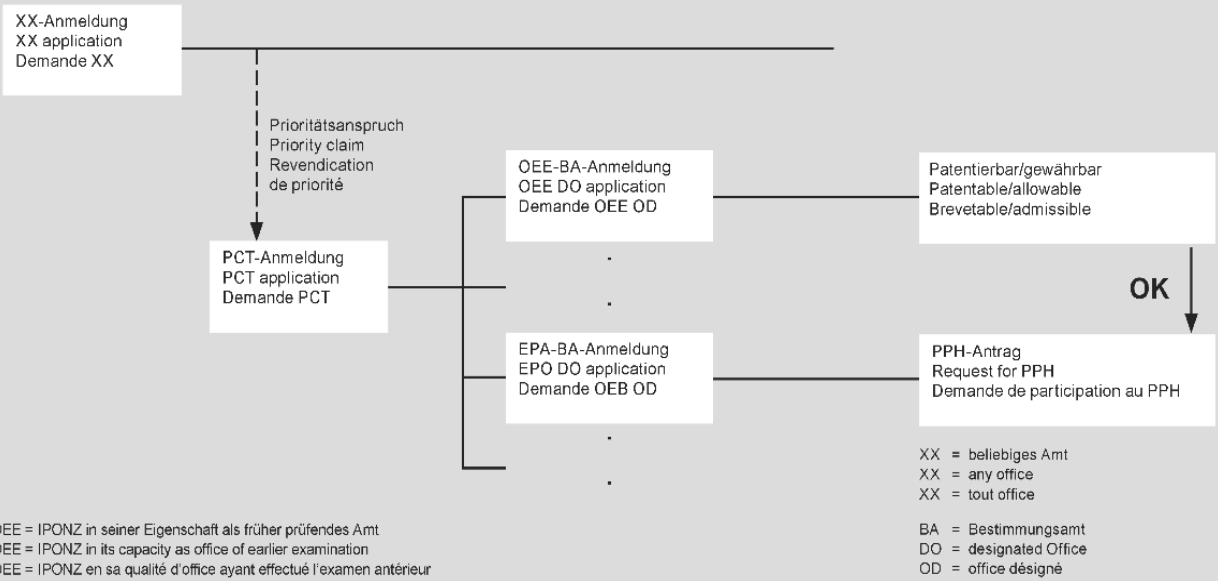 XX-Anmeldung
XX application
Demande XX
Prioritätsanspruch
Priority claim
Revendication
de priorité
PCT-Anmeldung
PCT application
Demande PCT
OEE-BA-Anmeldung
OEE DO application
Demande OEE OD
Patentierbar/gewährbar
Patentable/allowable
Brevetable/admissible
OK
EPA-BA-Anmeldung
EPO DO application
Demande OEB OD
PPH-Antrag
Request for PPH
Demande de participation au PPH
XX = beliebiges Amt
XX = any office
XX = tout office
OEE = IPONZ in seiner Eigenschaft als früher prüfendes Amt
OEE = IPONZ in its capacity as office of earlier examination
OEE = IPONZ en sa qualité d'office ayant effectué l'examen antérieur
BA = Bestimmungsamt
DO = designated Office
OD = office désigné